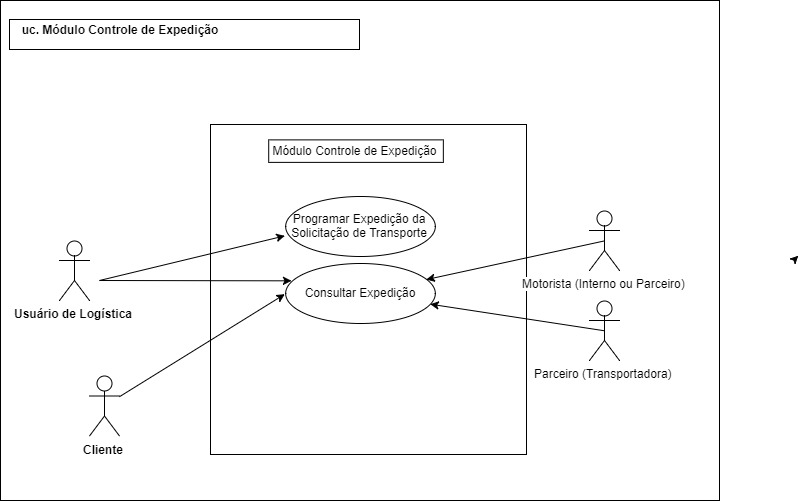 uc. Módulo Controle de Expedição
Módulo Controle de Expedição
Programar Expedição da
Solicitação de Transporte
Consultar Expedição
Usuário de Logística
Cliente
Motorista (Interno ou Parceiro)
Parceiro (Transportadora)